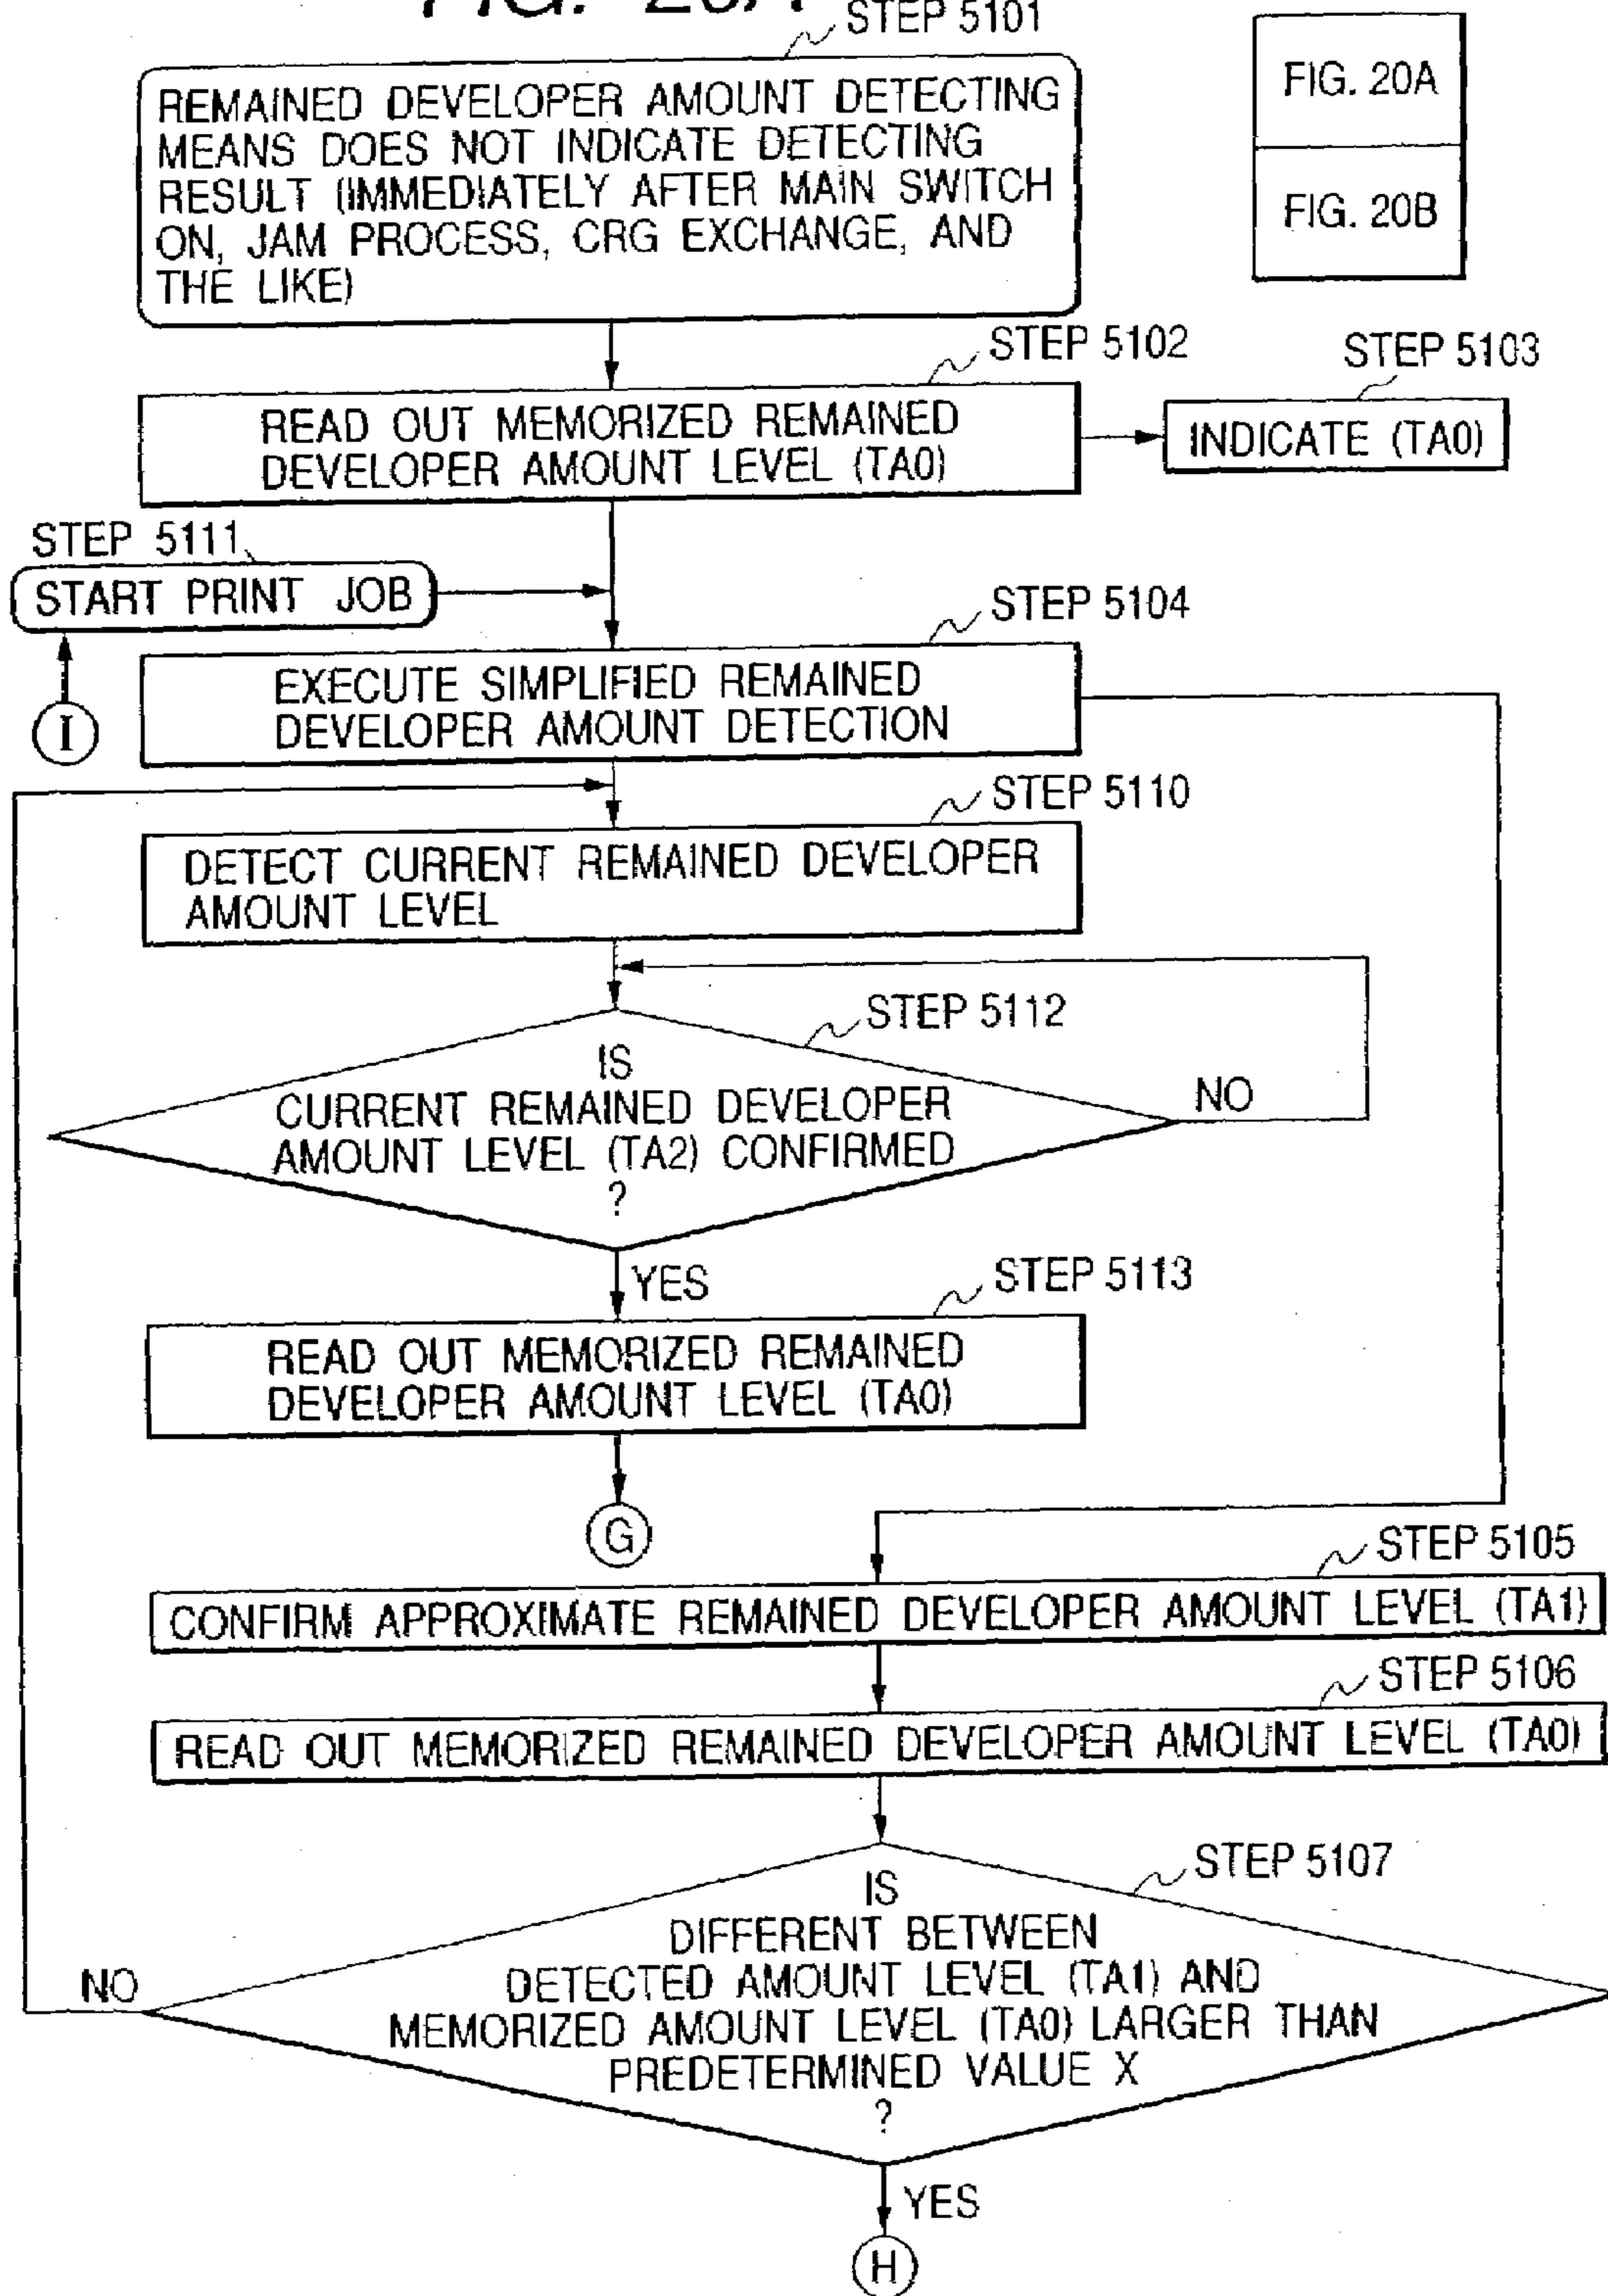 FIG. 20A
STEP 5101
REMAINED DEVELOPER AMOUNT DETECTING
MEANS DOES NOT INDICATE DETECTING
RESULT (IMMEDIATELY AFTER MAIN SWITCH
ON, JAM PROCESS, CRG EXCHANGE, AND
THE LIKE)
FIG. 20A
FIG. 20B
STEP 5102
READ OUT MEMORIZED REMAINED
DEVELOPER AMOUNT LEVEL (TA0)
STEP 5103
INDICATE (TA0)
STEP 5111
START PRINT JOB
I
STEP 5104
EXECUTE SIMPLIFIED REMAINED
DEVELOPER AMOUNT DETECTION
STEP 5110
DETECT CURRENT REMAINED DEVELOPER
AMOUNT LEVEL
STEP 5112
IS
CURRENT REMAINED DEVELOPER
AMOUNT LEVEL (TA2) CONFIRMED
?
NO
YES
STEP 5113
READ OUT MEMORIZED REMAINED
DEVELOPER AMOUNT LEVEL (TA0)
G
STEP 5105
CONFIRM APPROXIMATE REMAINED DEVELOPER AMOUNT LEVEL (TA1)
STEP 5106
READ OUT MEMORIZED REMAINED DEVELOPER AMOUNT LEVEL (TA0)
STEP 5107
IS
DIFFERENT BETWEEN
DETECTED AMOUNT LEVEL (TA1) AND
MEMORIZED AMOUNT LEVEL (TA0) LARGER THAN
PREDETERMINED VALUE X
?
NO
YES
H